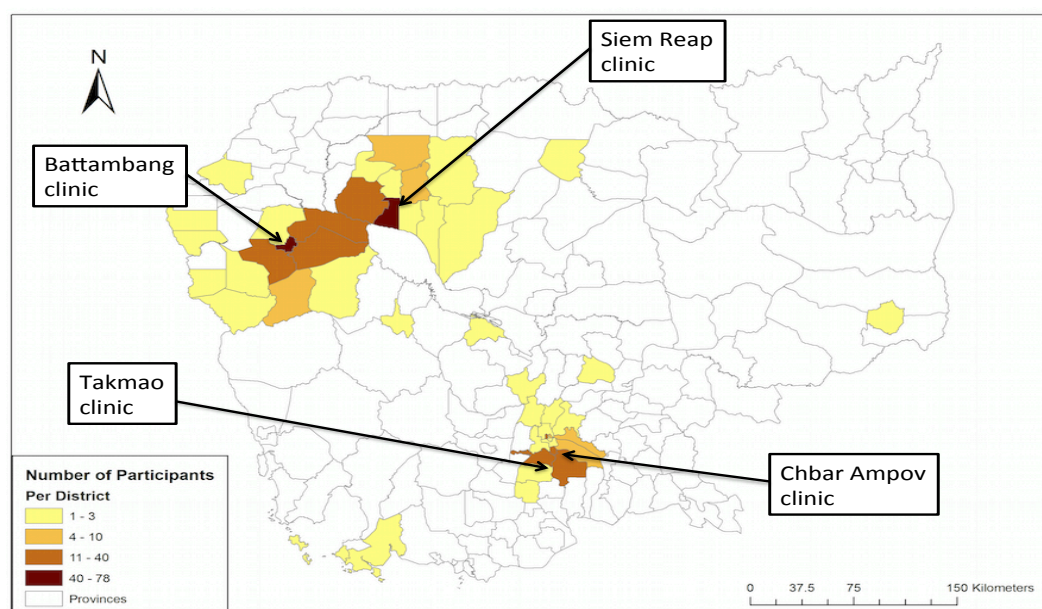 Siem Reap
clinic
N
Battambang
clinic
Takmao
clinic
Chbar Ampov
clinic
Number of Participants
Per District
1 - 3
4 - 10
11 - 40
40 - 78
Provinces
0 37.5 75 150 Kilometers